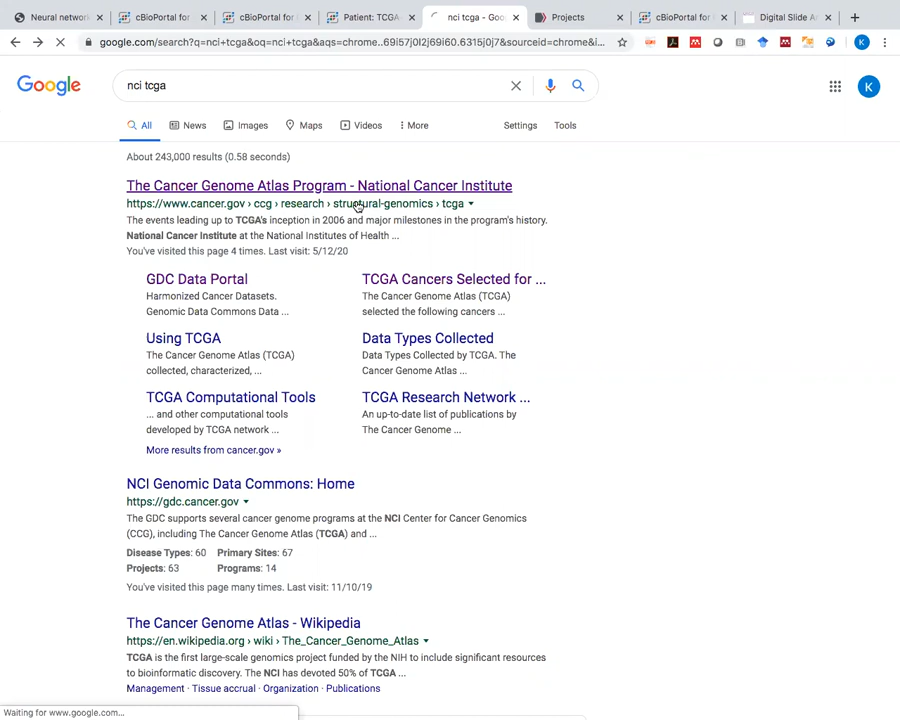 Neural network
cBioPortal for
cBioPortal for
Patient: TCGA
nci tcga - Goo
Projects
cBioPortal for
Digital Slide A
google.com/search?q=nci+tcga&oq=nci+tcga&aqs=chrome..69i57j0l2j69i60.6315j0j7&sourceid=chrome&i...
K
Google
nci tcga
K
All
News
Images
Maps
Videos
More
Settings
Tools
About 243,000 results (0.58 seconds)
The Cancer Genome Atlas Program - National Cancer Institute
https://www.cancer.gov › ccg › research › structural-genomics › tcga
The events leading up to TCGA's inception in 2006 and major milestones in the program's history.
National Cancer Institute at the National Institutes of Health ...
You've visited this page 4 times. Last visit: 5/12/20
GDC Data Portal
Harmonized Cancer Datasets.
Genomic Data Commons Data ...
TCGA Cancers Selected for ...
The Cancer Genome Atlas (TCGA)
selected the following cancers ...
Using TCGA
The Cancer Genome Atlas (TCGA)
collected, characterized, ...
Data Types Collected
Data Types Collected by TCGA. The
Cancer Genome Atlas ...
TCGA Computational Tools
... and other computational tools
developed by TCGA network ...
TCGA Research Network ...
An up-to-date list of publications by
The Cancer Genome ...
More results from cancer.gov »
NCI Genomic Data Commons: Home
https://gdc.cancer.gov
The GDC supports several cancer genome programs at the NCI Center for Cancer Genomics
(CCG), including The Cancer Genome Atlas (TCGA) and ...
Disease Types: 60 Primary Sites: 67
Projects: 63 Programs: 14
You've visited this page many times. Last visit: 11/10/19
The Cancer Genome Atlas - Wikipedia
https://en.wikipedia.org › wiki › The_Cancer_Genome_Atlas
TCGA is the first large-scale genomics project funded by the NIH to include significant resources
to bioinformatic discovery. The NCI has devoted 50% of TCGA ...
Management · Tissue accrual · Organization · Publications
Waiting for www.google.com...